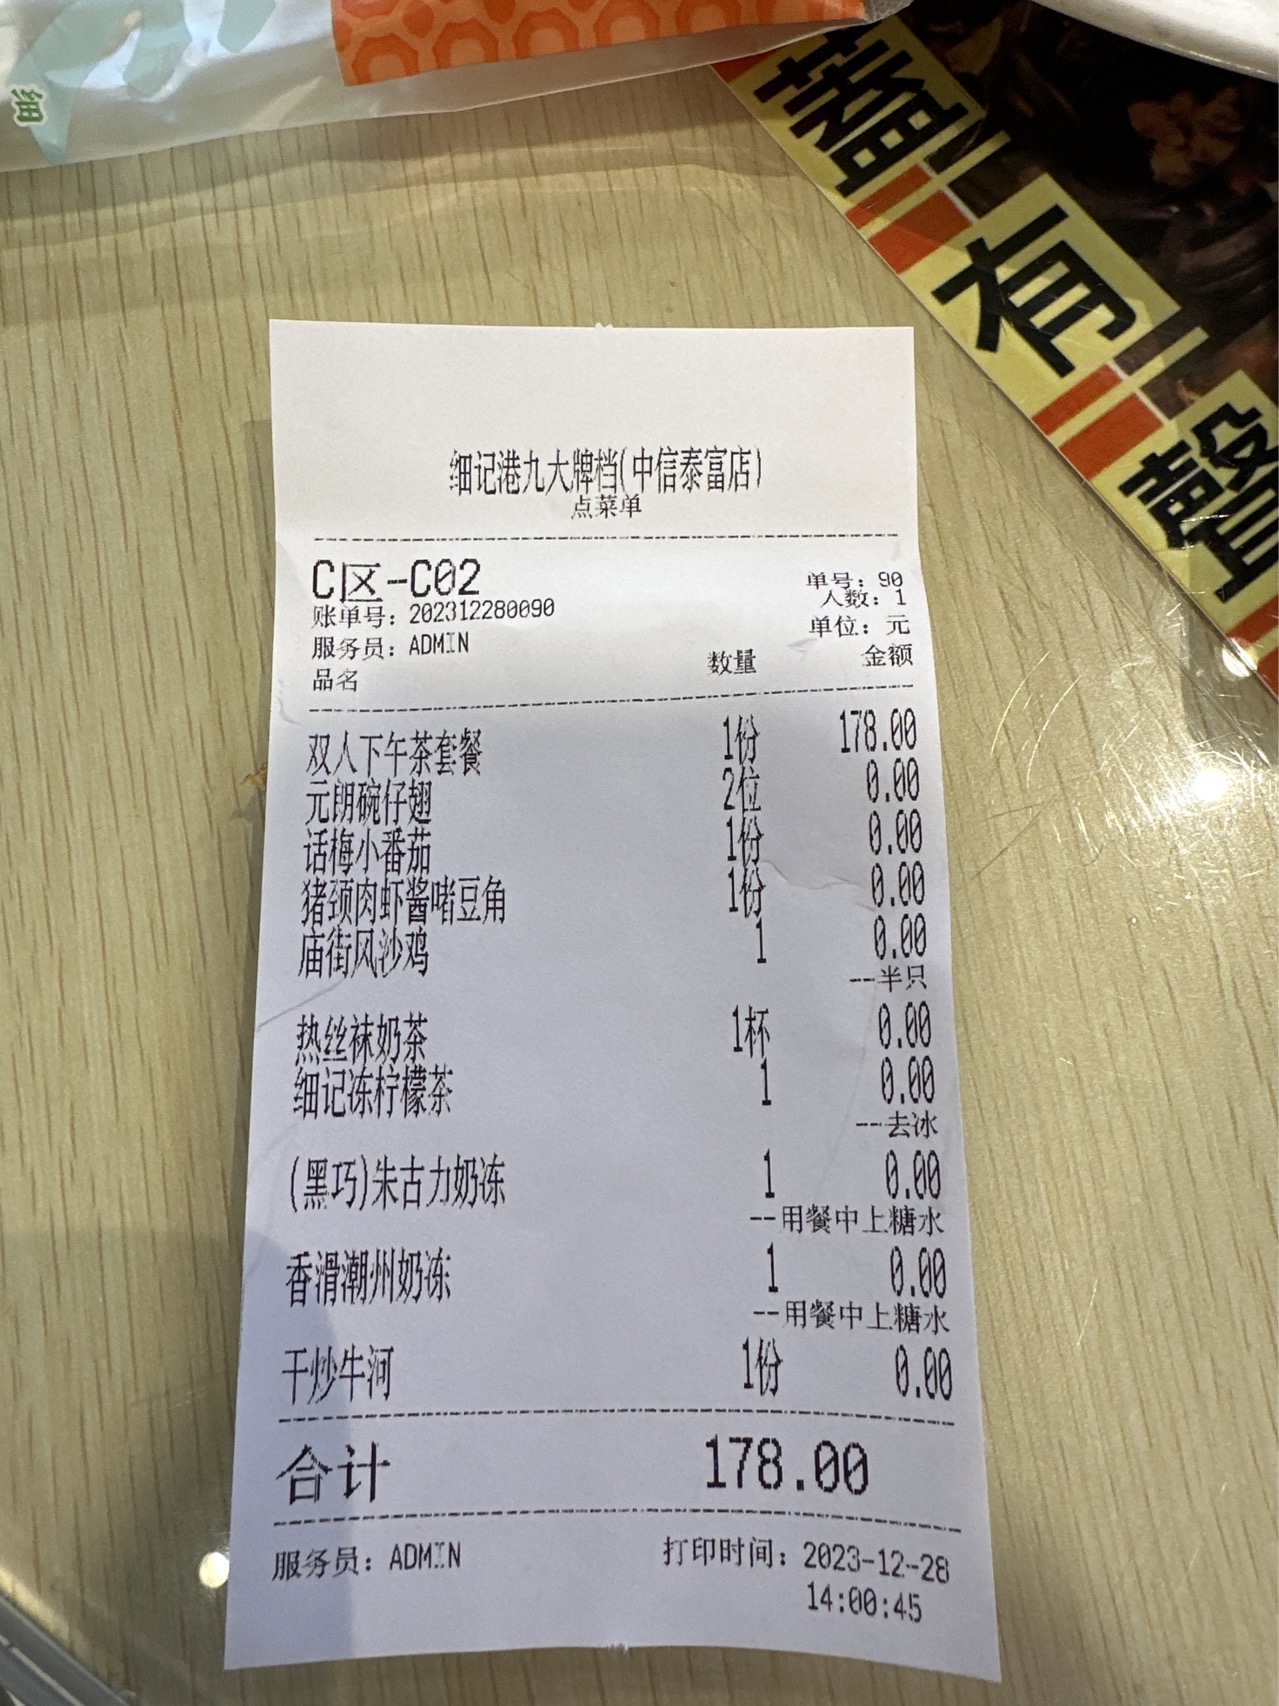 细
有
细记港九大牌档(中信泰富店)
点菜单
C区-C02
单号: 90
账单号: 202312280090
人数: 1
服务员: ADMIN
单位: 元
品名 数量 金额
双人下午茶套餐 1份 178.00
元朗碗仔翅 2位 0.00
话梅小番茄 1份 0.00
猪颈肉虾酱啫豆角 1份 0.00
庙街风沙鸡 1 0.00
--半只
热丝袜奶茶 1杯 0.00
细记冻柠檬茶 1 0.00
--去冰
(黑巧)朱古力奶冻 1 0.00
--用餐中上糖水
香滑潮州奶冻 1 0.00
--用餐中上糖水
干炒牛河 1份 0.00
合计 178.00
服务员: ADMIN 打印时间: 2023-12-28
14:00:45